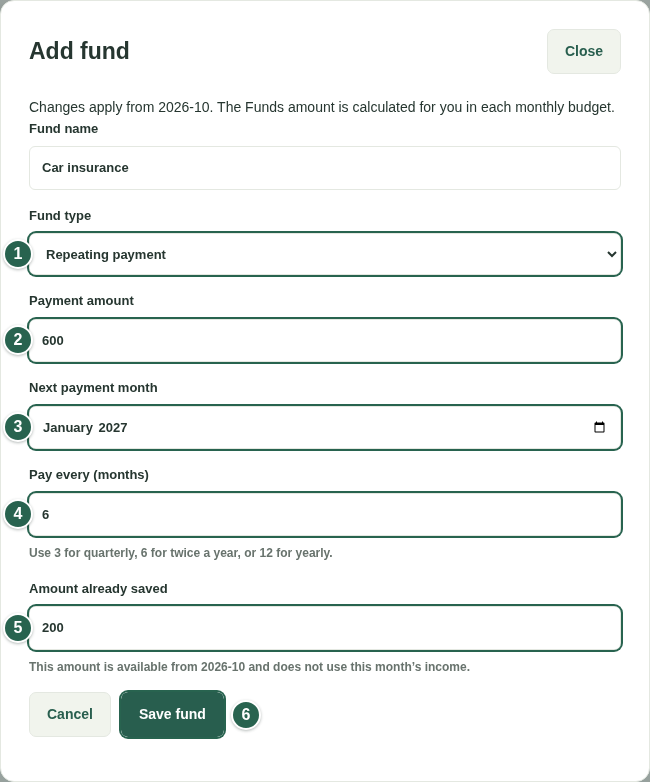 Add fund
Close
Changes apply from 2026-10. The Funds amount is calculated for you in each monthly budget.
Fund name
Car insurance
Fund type
1 Repeating payment
Payment amount
2 600
Next payment month
3 January 2027
Pay every (months)
4 6
Use 3 for quarterly, 6 for twice a year, or 12 for yearly.
Amount already saved
5 200
This amount is available from 2026-10 and does not use this month’s income.
Cancel Save fund 6